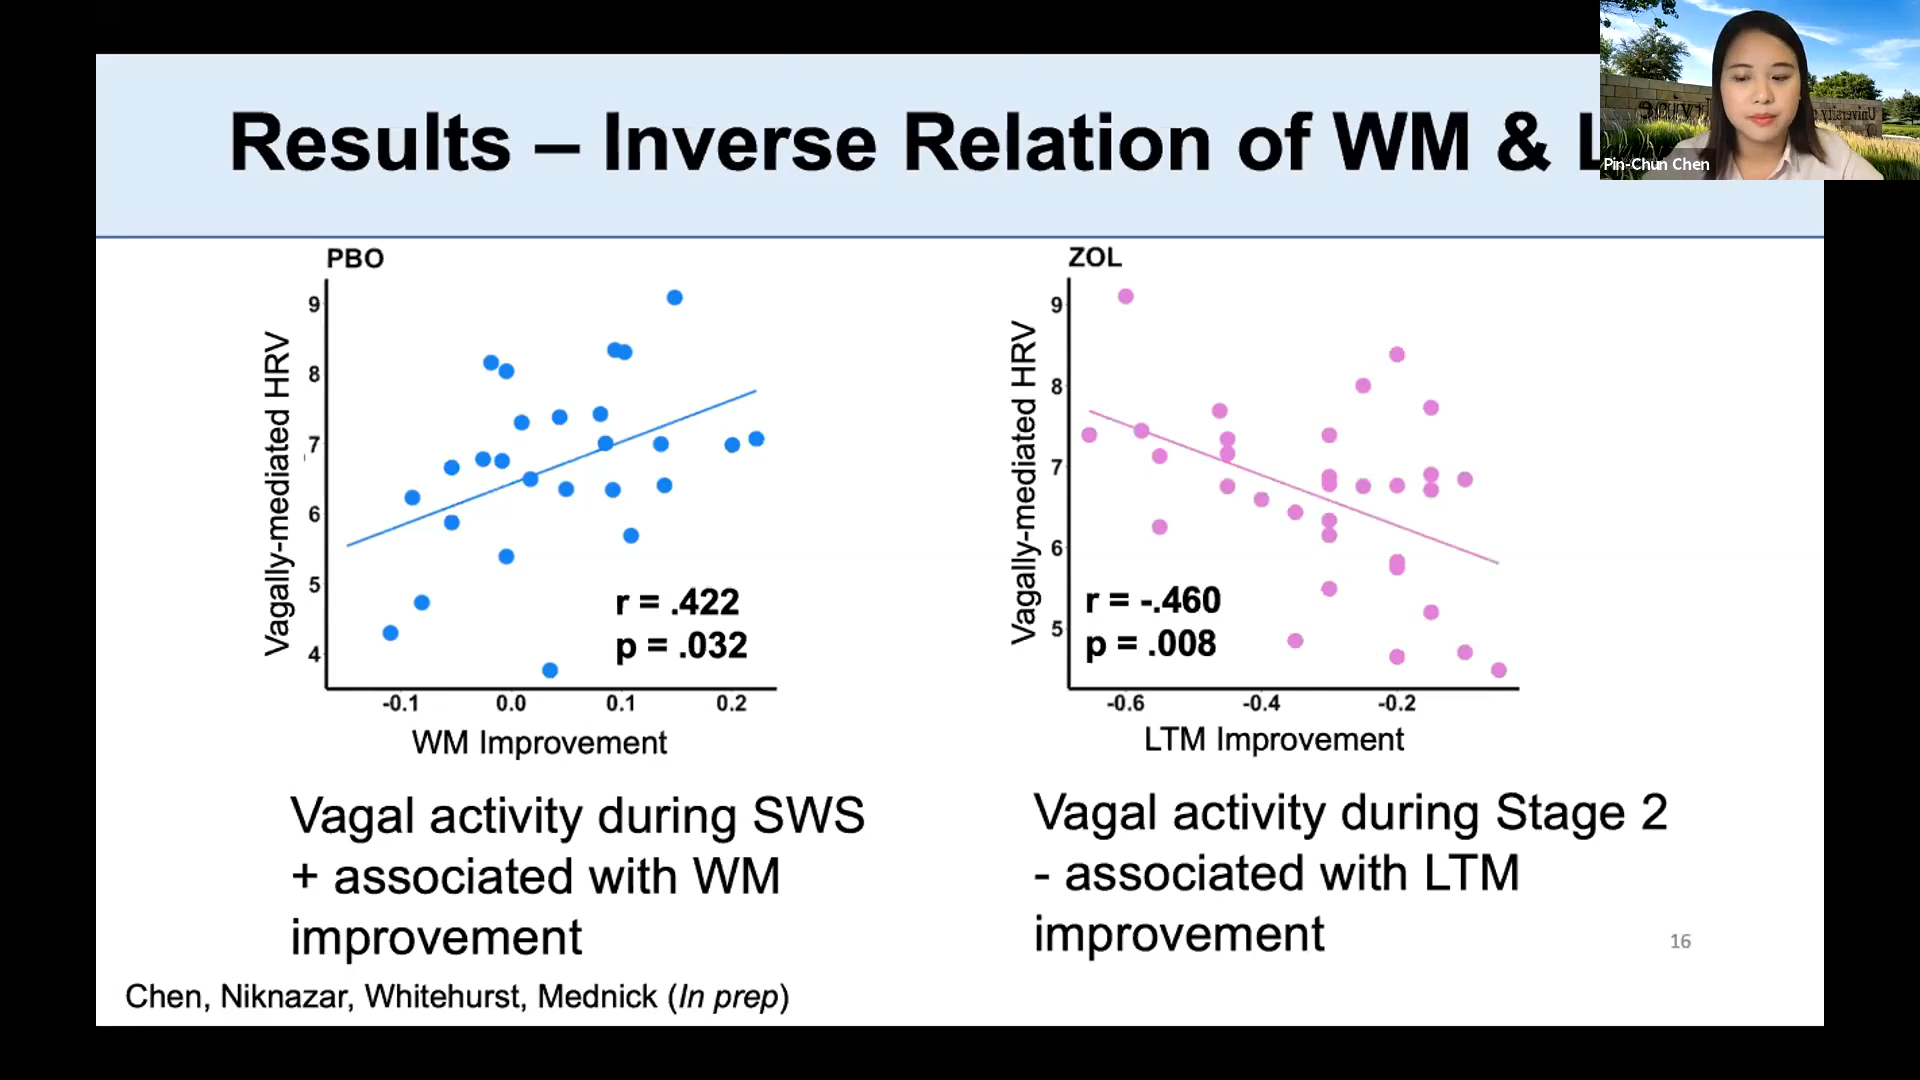 Results – Inverse Relation of WM &
Pin-Chun Chen
PBO
9
8
7
6
5
4
Vagally-mediated HRV
r = .422
p = .032
-0.1 0.0 0.1 0.2
WM Improvement
ZOL
9
8
7
6
5
Vagally-mediated HRV
r = -.460
p = .008
-0.6 -0.4 -0.2
LTM Improvement
Vagal activity during SWS
+ associated with WM
improvement
Vagal activity during Stage 2
- associated with LTM
improvement
16
Chen, Niknazar, Whitehurst, Mednick (In prep)